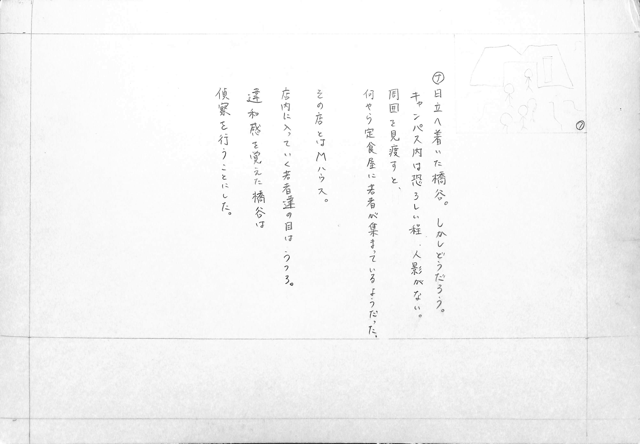 ⑦日立へ着いた橋谷。しかしどうだろう。
キャンパス内は恐ろしい程、人影がない。
周囲を見渡すと、
何やら定食屋に若者が集まっているようだった。
その店とはMハウス。
店内に入っていく若者達の目は、うつろ。
違和感を覚えた橋谷は
偵察を行うことにした。
⑦